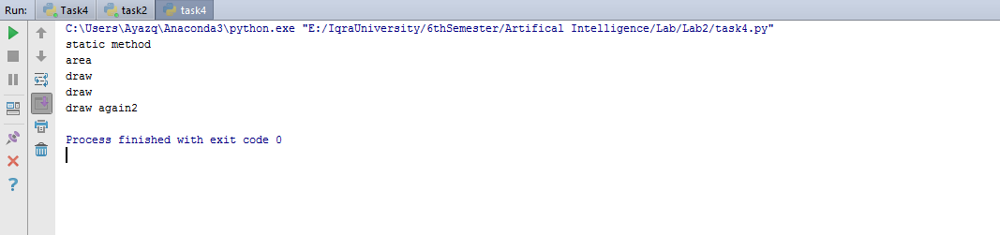 Run: Task4 task2 task4
C:\Users\Ayazq\Anaconda3\python.exe "E:/IqraUniversity/6thSemester/Artifical Intelligence/Lab/Lab2/task4.py"
static method
area
draw
draw
draw again2
Process finished with exit code 0